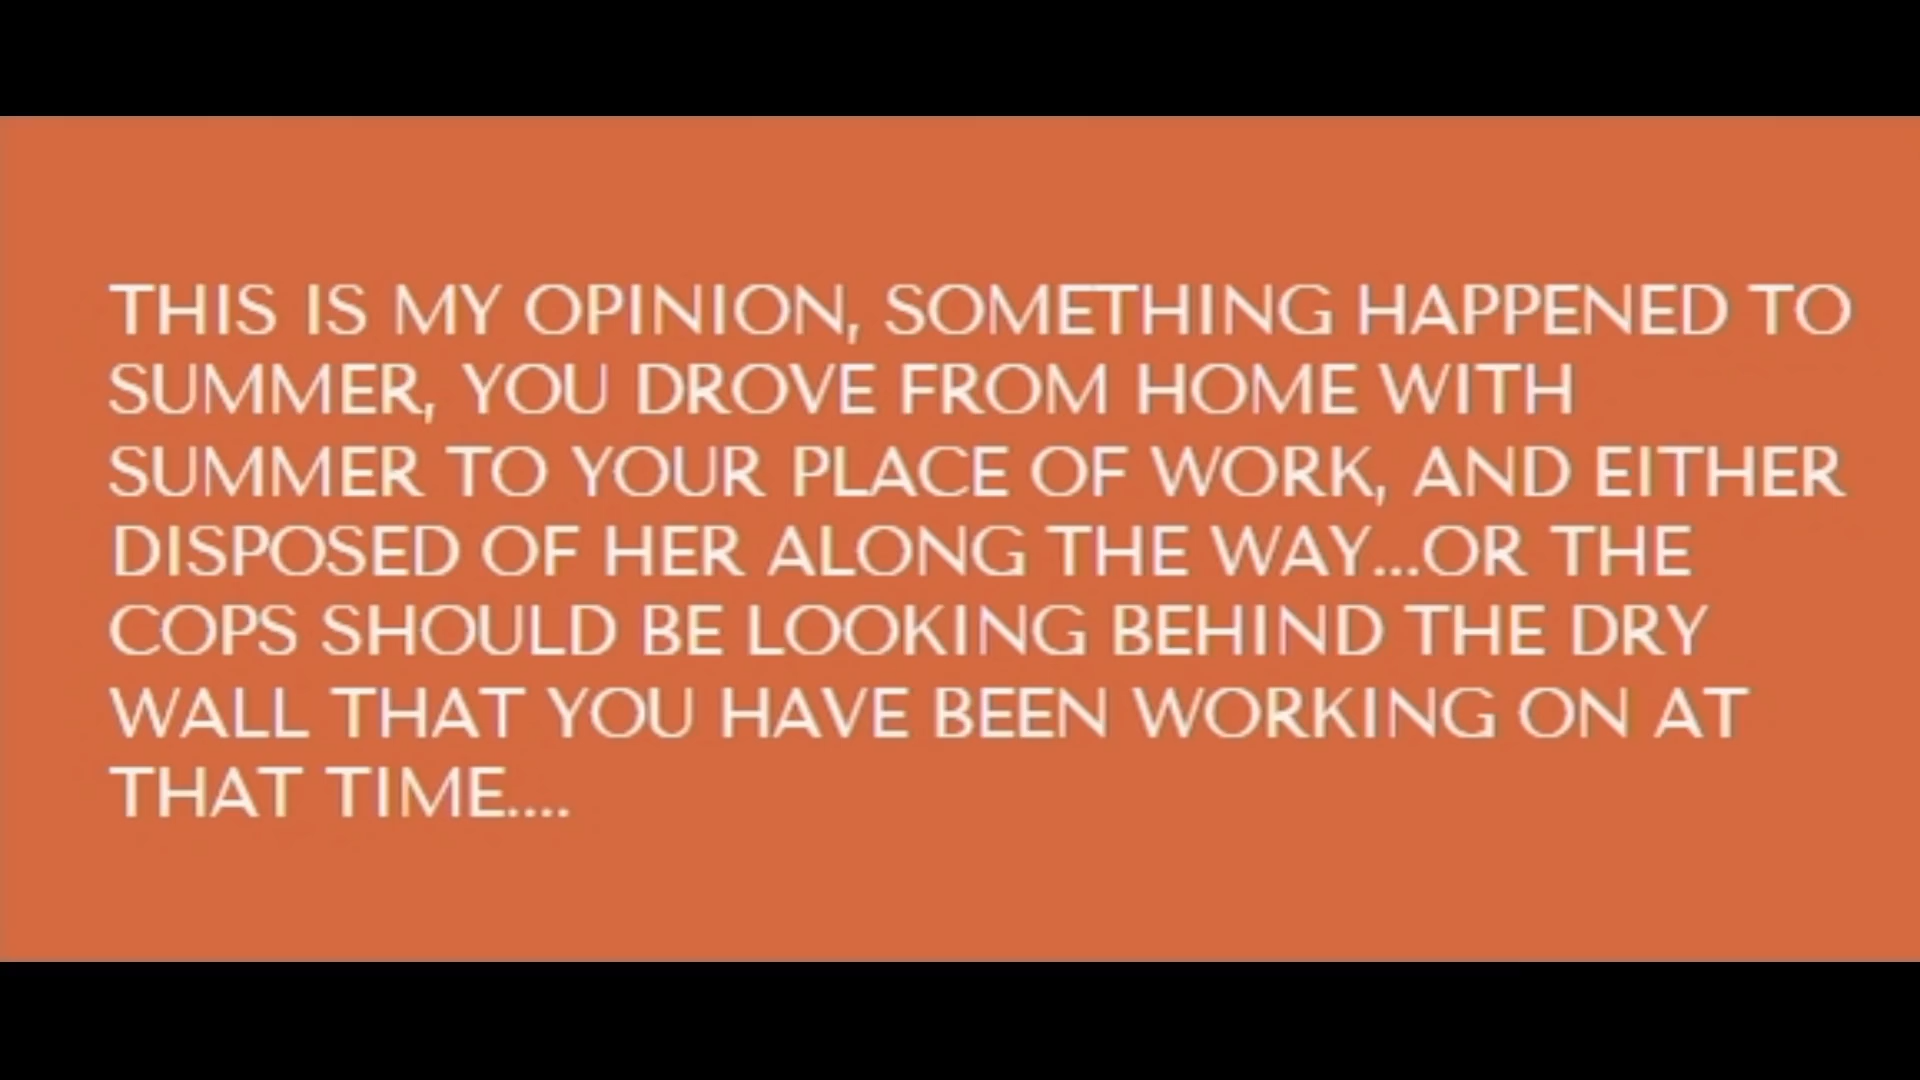 THIS IS MY OPINION, SOMETHING HAPPENED TO
SUMMER, YOU DROVE FROM HOME WITH
SUMMER TO YOUR PLACE OF WORK, AND EITHER
DISPOSED OF HER ALONG THE WAY...OR THE
COPS SHOULD BE LOOKING BEHIND THE DRY
WALL THAT YOU HAVE BEEN WORKING ON AT
THAT TIME....